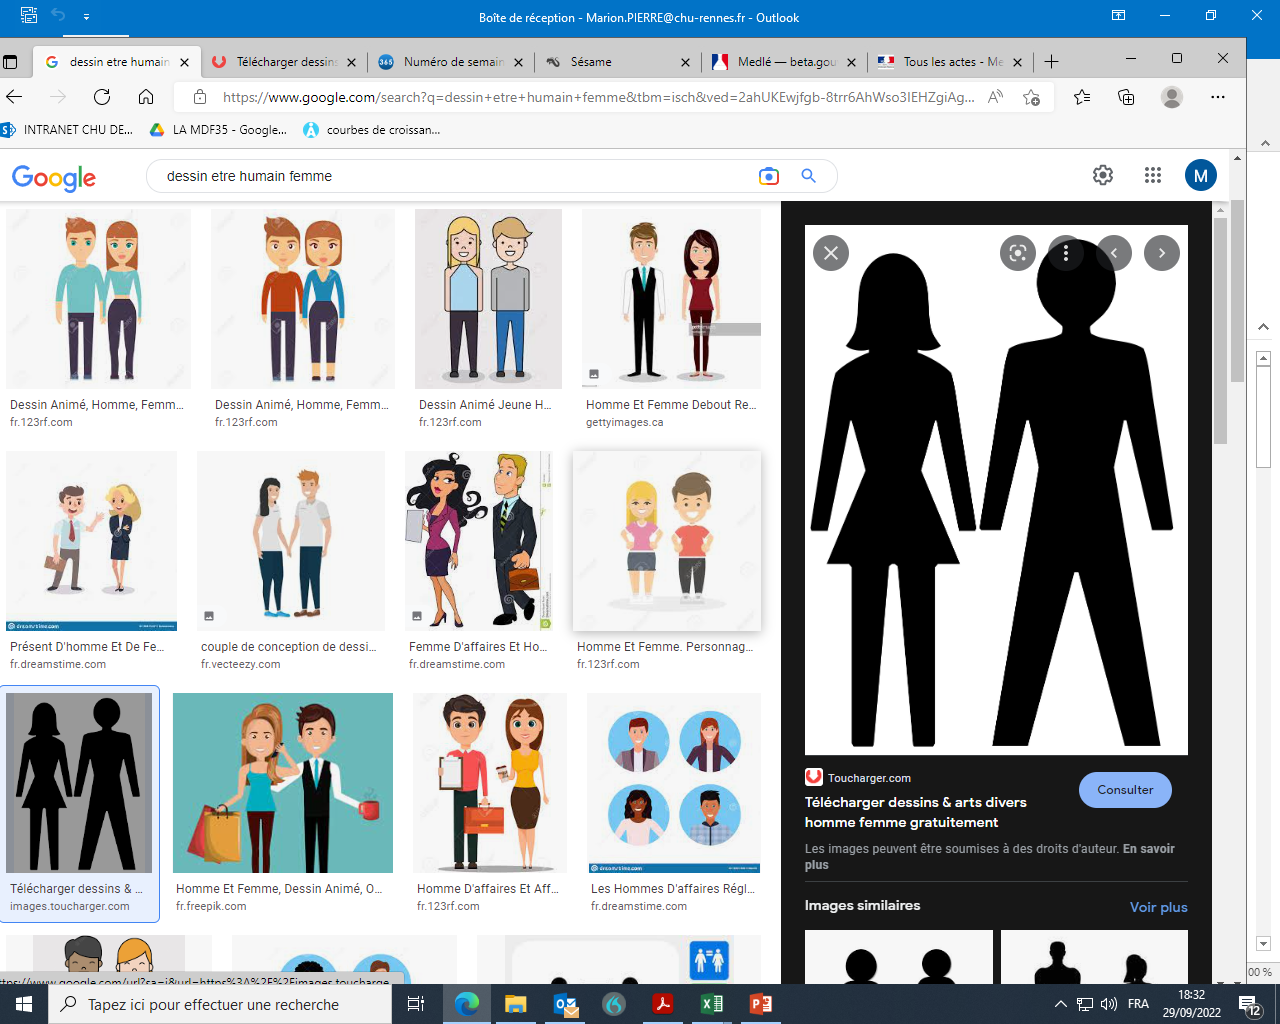 Boîte de réception - Marion.PIERRE@chu-rennes.fr - Outlook
dessin etre humain
Télécharger dessins
Numéro de semain
Sésame
Medlé — beta.gou
Tous les actes - Me
https://www.google.com/search?q=dessin+etre+humain+femme&tbm=isch&ved=2ahUKEwjfgb-8trr6AhWso3IEHZgiAg...
INTRANET CHU DE...
LA MDF35 - Google...
courbes de croissan...
Google
dessin etre humain femme
M
Dessin Animé, Homme, Femm...
fr.123rf.com
Dessin Animé, Homme, Femm...
fr.123rf.com
Dessin Animé Jeune H...
fr.123rf.com
Homme Et Femme Debout Re...
gettyimages.ca
Présent D'homme Et De Fe...
fr.dreamstime.com
couple de conception de dessi...
fr.vecteezy.com
Femme D'affaires Et Ho...
fr.dreamstime.com
Homme Et Femme. Personnag...
fr.123rf.com
Télécharger dessins & ...
images.toucharger.com
Homme Et Femme, Dessin Animé, O...
fr.freepik.com
Homme D'affaires Et Aff...
fr.123rf.com
Les Hommes D'affaires Régl...
fr.dreamstime.com
Toucharger.com
Consulter
Télécharger dessins & arts divers
homme femme gratuitement
Les images peuvent être soumises à des droits d'auteur. En savoir
plus
Images similaires
Voir plus
00 %
Tapez ici pour effectuer une recherche
FRA
18:32
29/09/2022
12